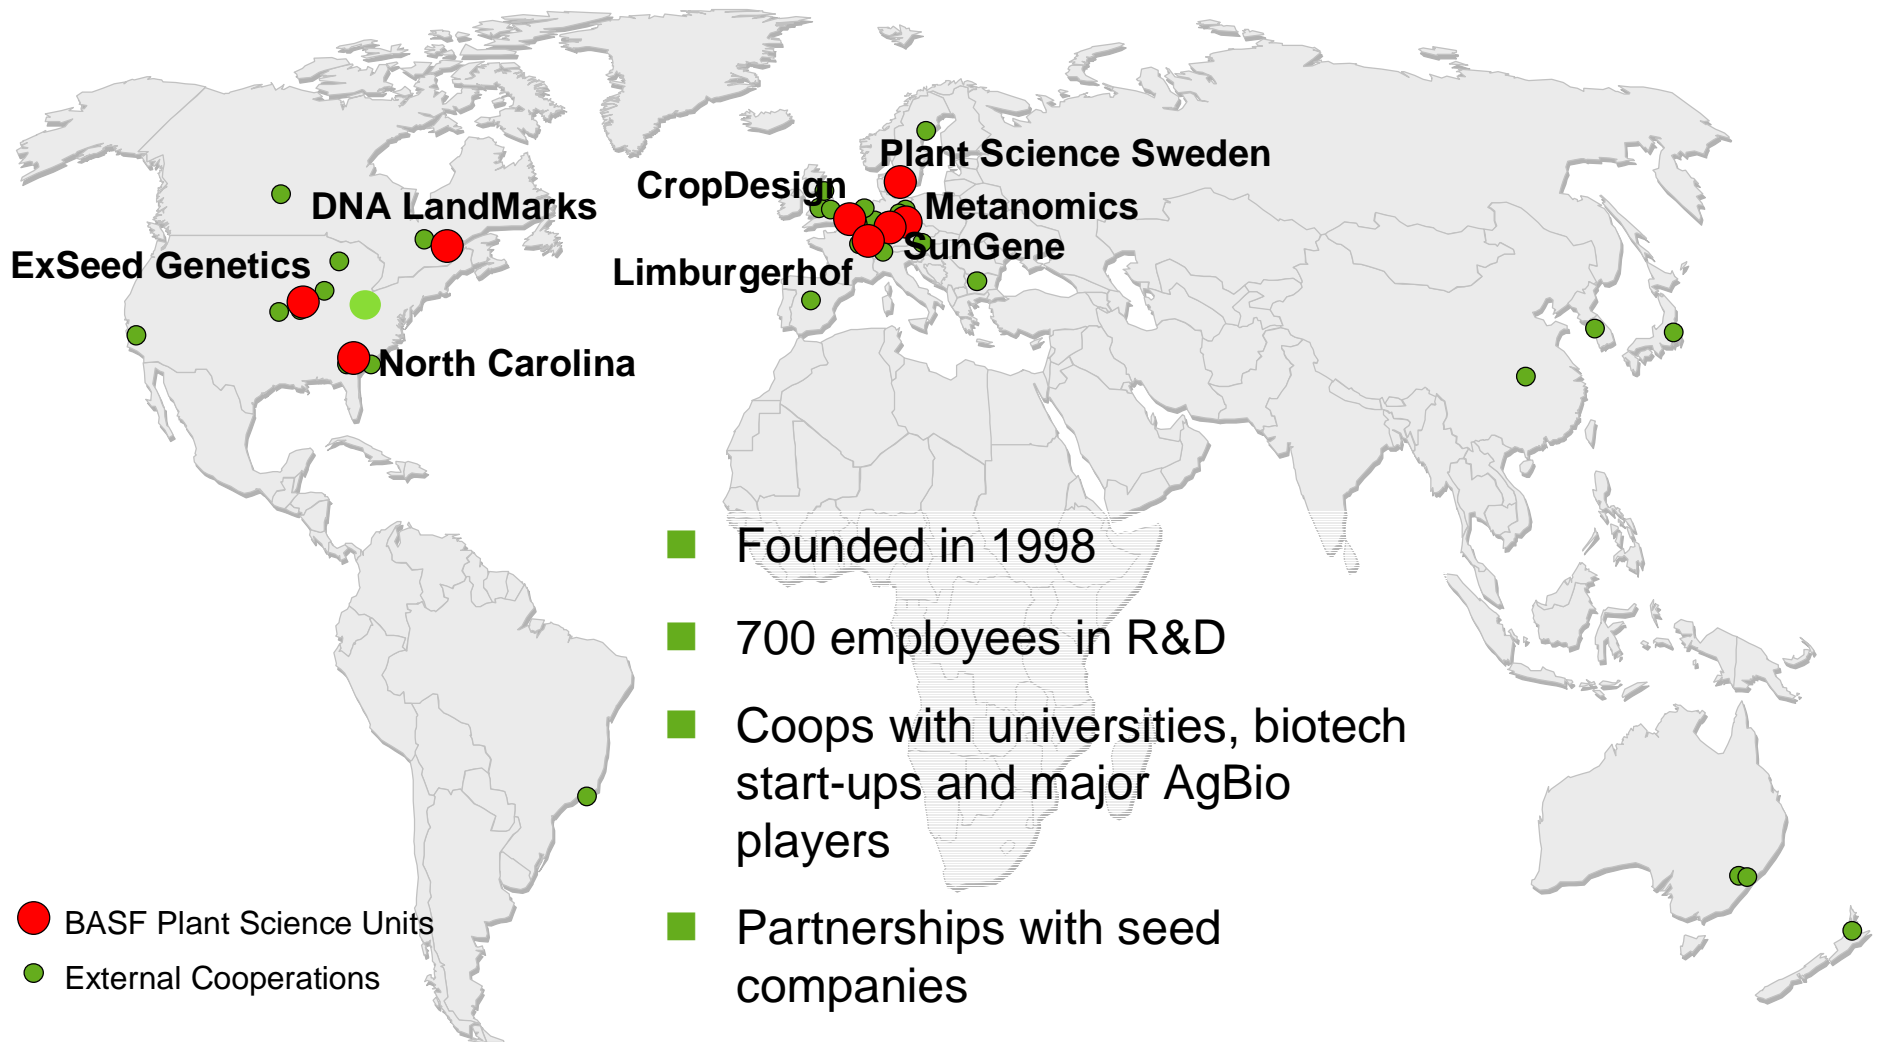 Plant Science Sweden
CropDesign
DNA LandMarks
Metanomics
SunGene
ExSeed Genetics
Limburgerhof
North Carolina
Founded in 1998
700 employees in R&D
Coops with universities, biotech
start-ups and major AgBio
players
Partnerships with seed
companies
BASF Plant Science Units
External Cooperations